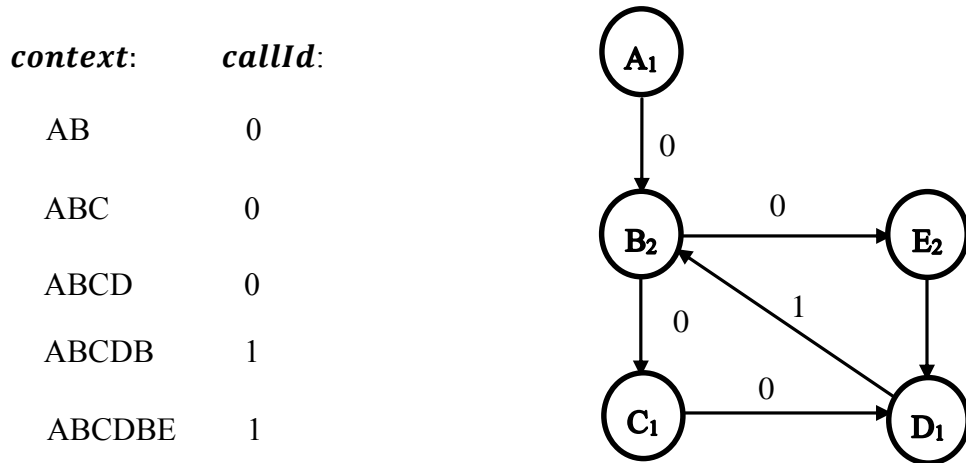 context: callId:
AB 0
ABC 0
ABCD 0
ABCDB 1
ABCDBE 1
A₁
0
B₂
0
E₂
0
1
C₁
0
D₁